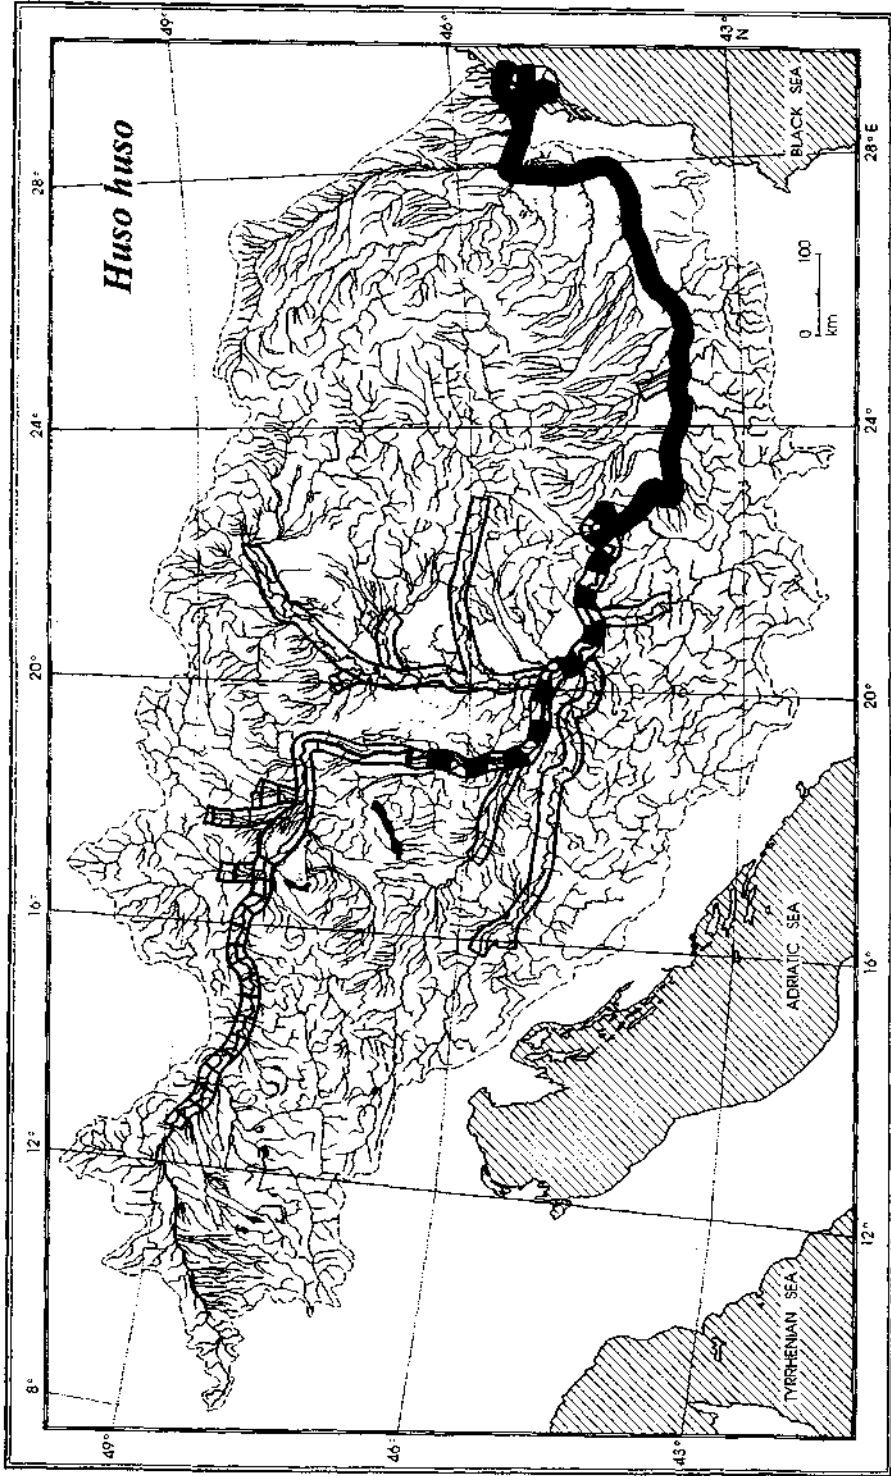 8° 12° 16° 20° 24° 28°
49° 49°
Huso huso
46° 46°
0 100
km
43° 43°
N
TYRRHENIAN SEA ADRIATIC SEA BLACK SEA
12° 16° 20° 24° 28° E